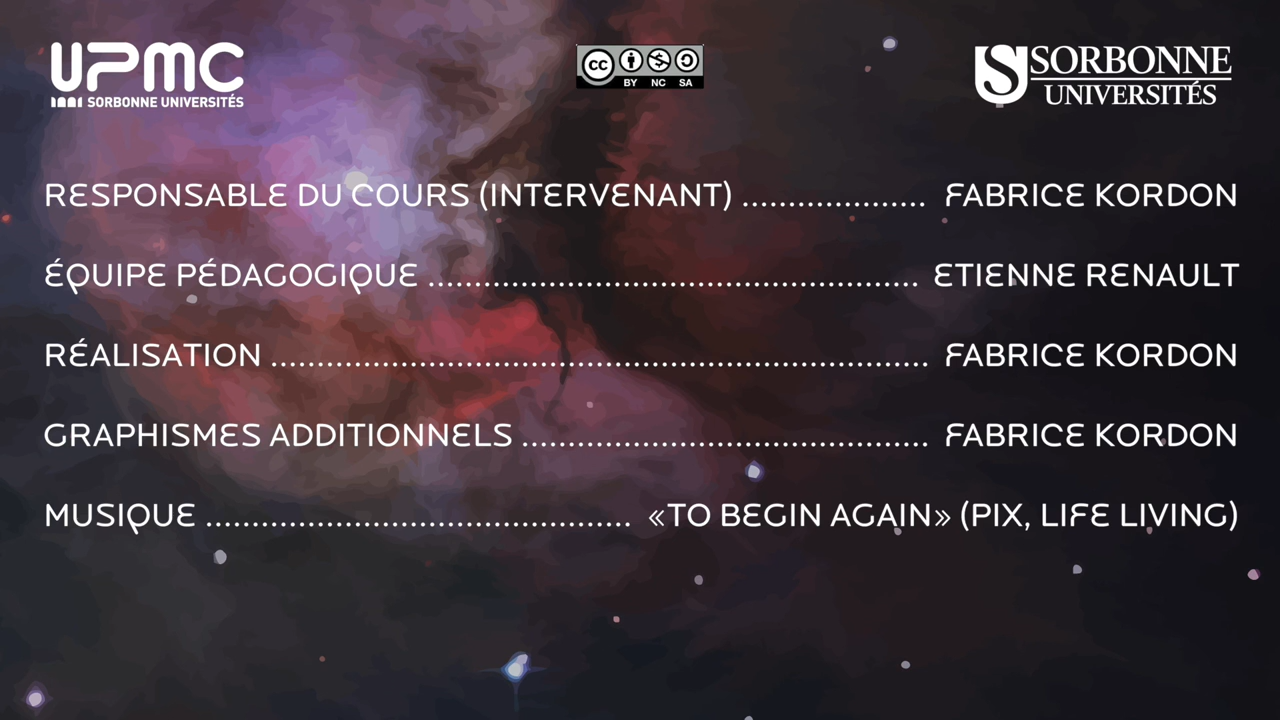 UPMC
SORBONNE UNIVERSITÉS
CC BY NC SA
SORBONNE
UNIVERSITÉS
RESPONSABLE DU COURS (INTERVENANT) .................... FABRICE KORDON
ÉQUIPE PÉDAGOGIQUE .................................................... ETIENNE RENAULT
RÉALISATION ...................................................................... FABRICE KORDON
GRAPHISMES ADDITIONNELS ........................................... FABRICE KORDON
MUSIQUE ............................................. «TO BEGIN AGAIN» (PIX, LIFE LIVING)